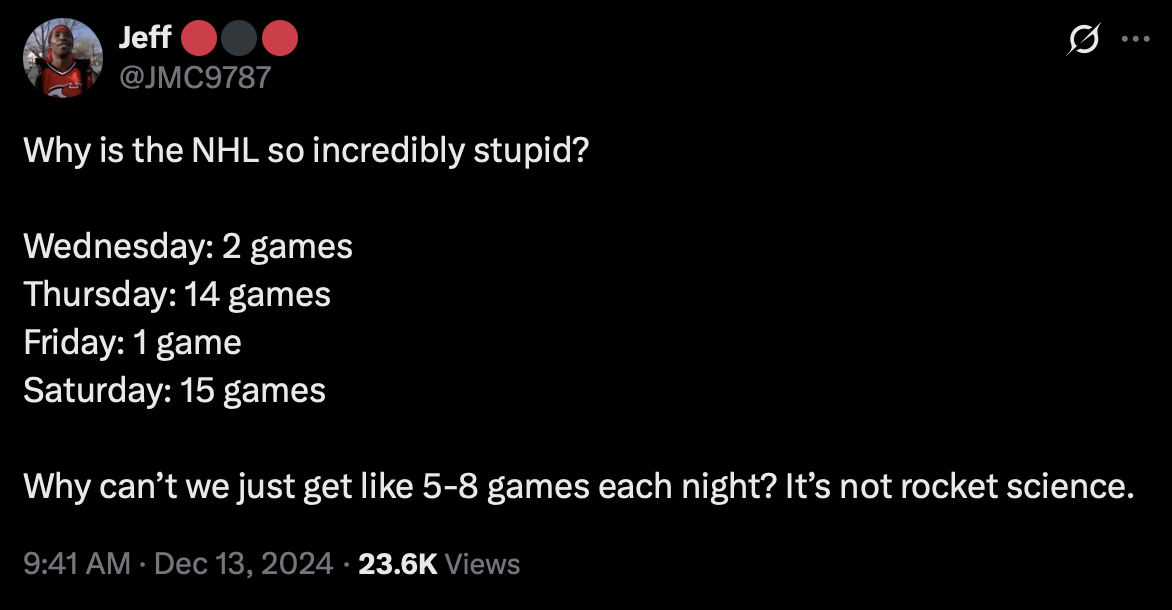 Jeff
@JMC9787
Why is the NHL so incredibly stupid?
Wednesday: 2 games
Thursday: 14 games
Friday: 1 game
Saturday: 15 games
Why can’t we just get like 5-8 games each night? It’s not rocket science.
9:41 AM · Dec 13, 2024 · 23.6K Views